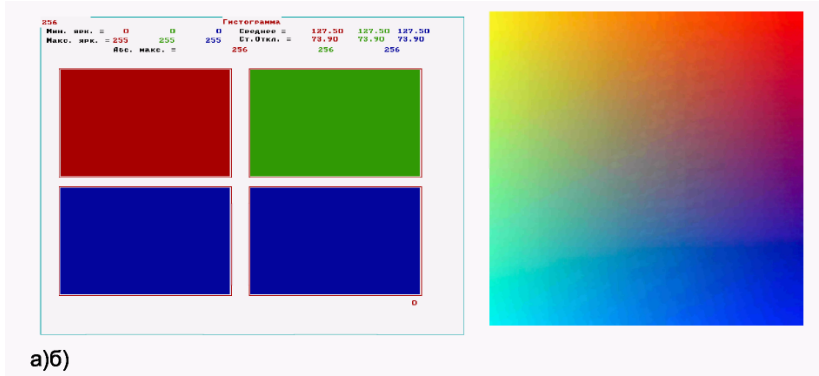 256 Гистограмма
Мин. ярк. = 0 0 0 Среднее = 127.50 127.50 127.50
Макс. ярк. = 255 255 255 Ст.Откл. = 73.90 73.90 73.90
Абс. макс. = 256 256 256
0
а)б)